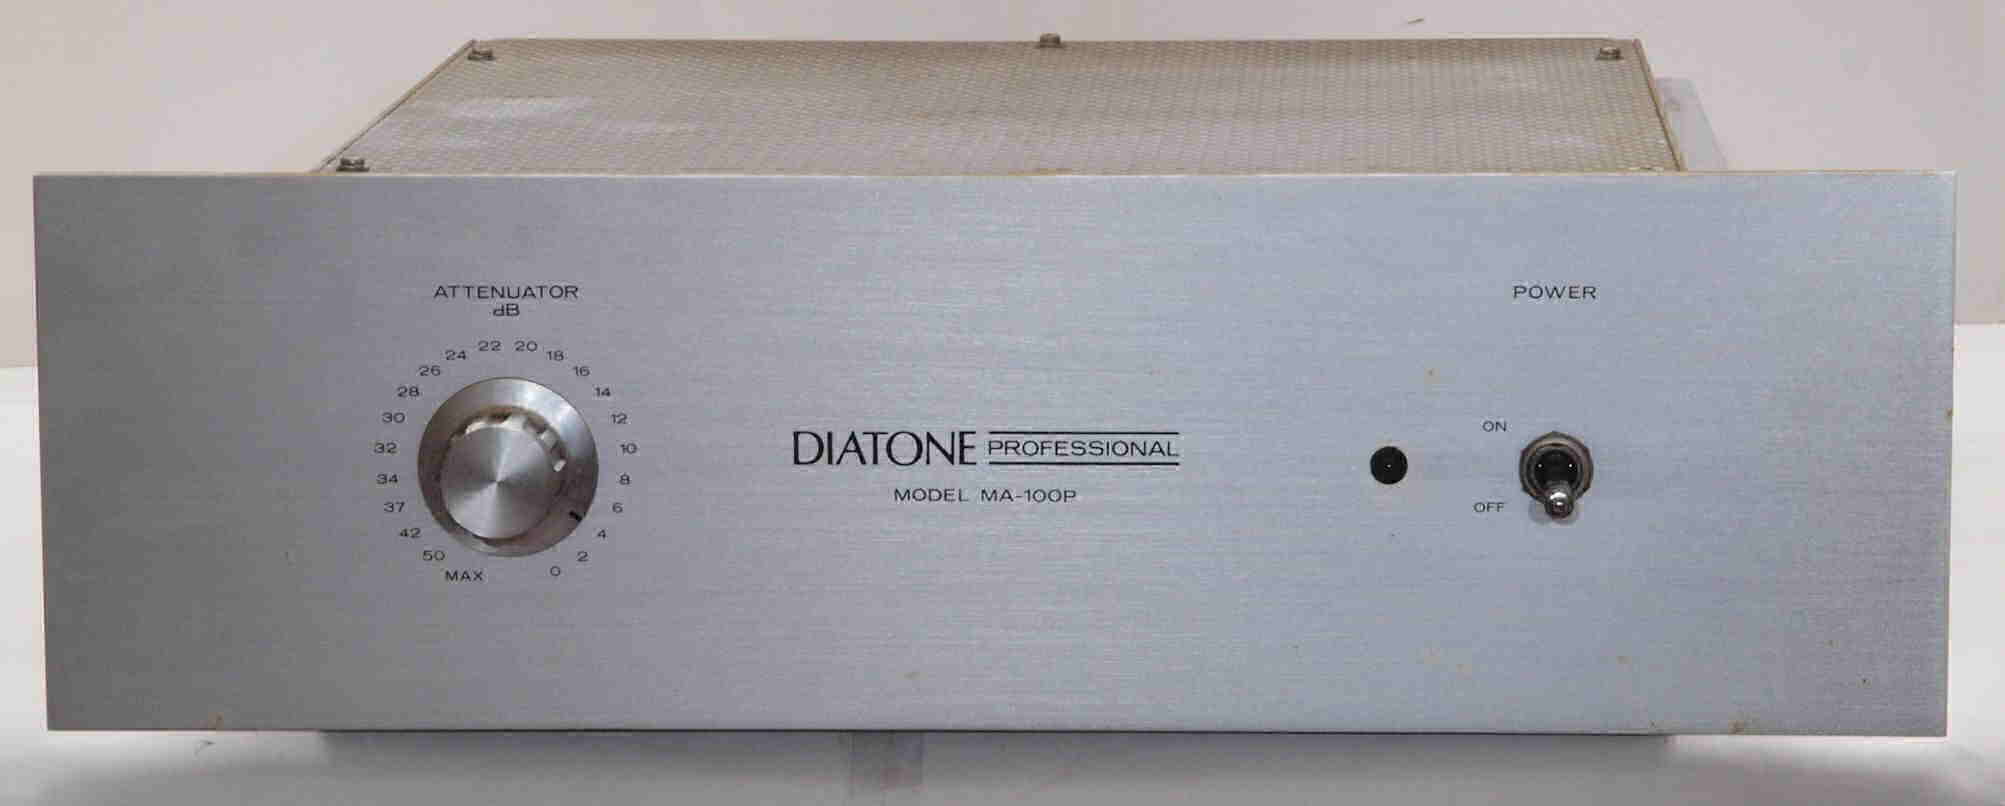 ATTENUATOR
dB
22 20
24 18
26 16
28 14
30 12
32 10
34 8
37 6
42 4
50 2
MAX 0
DIATONE PROFESSIONAL
MODEL MA-100P
POWER
ON
OFF